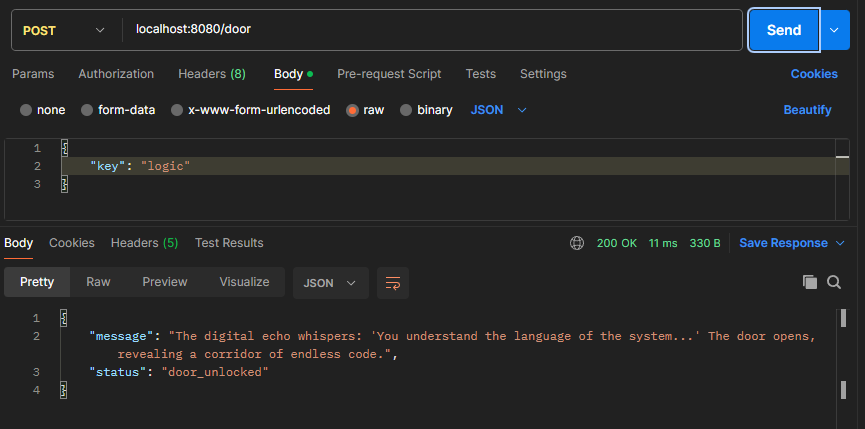 POST localhost:8080/door Send
Params Authorization Headers (8) Body Pre-request Script Tests Settings Cookies
none form-data x-www-form-urlencoded raw binary JSON Beautify
1 {
2 "key": "logic"
3 }
Body Cookies Headers (5) Test Results 200 OK 11 ms 330 B Save Response
Pretty Raw Preview Visualize JSON
1 {
2 "message": "The digital echo whispers: 'You understand the language of the system...' The door opens,
revealing a corridor of endless code.",
3 "status": "door_unlocked"
4 }